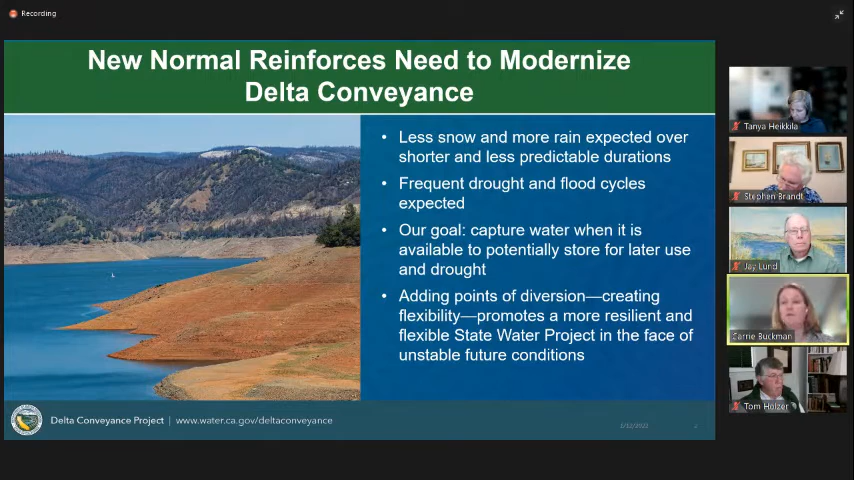 Recording
New Normal Reinforces Need to Modernize
Delta Conveyance
• Less snow and more rain expected over
shorter and less predictable durations
• Frequent drought and flood cycles
expected
• Our goal: capture water when it is
available to potentially store for later use
and drought
• Adding points of diversion—creating
flexibility—promotes a more resilient and
flexible State Water Project in the face of
unstable future conditions
Delta Conveyance Project | www.water.ca.gov/deltaconveyance
2
Tanya Heikkila
Stephen Brandt
Jay Lund
Carrie Buckman
Tom Holzer